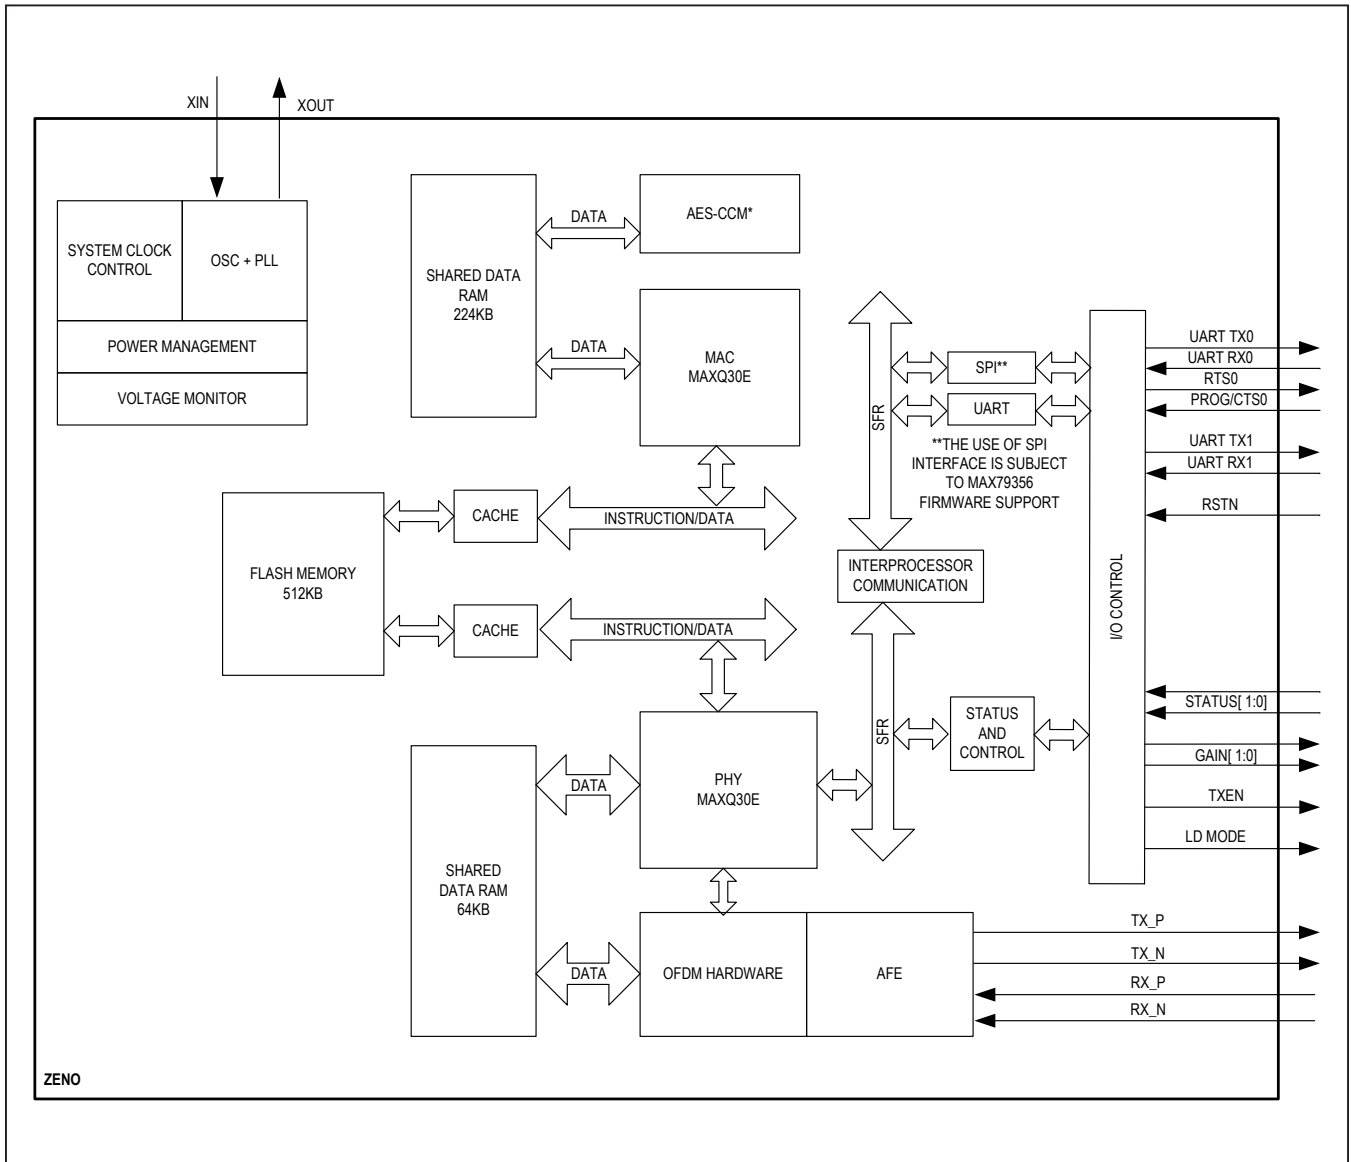 XIN
XOUT
SYSTEM CLOCK
CONTROL
OSC + PLL
POWER MANAGEMENT
VOLTAGE MONITOR
SHARED DATA
RAM
224KB
DATA
AES-CCM*
DATA
MAC
MAXQ30E
FLASH MEMORY
512KB
CACHE
INSTRUCTION/DATA
CACHE
INSTRUCTION/DATA
SFR
SPI**
UART
**THE USE OF SPI
INTERFACE IS SUBJECT
TO MAX79356
FIRMWARE SUPPORT
INTERPROCESSOR
COMMUNICATION
SFR
STATUS
AND
CONTROL
I/O CONTROL
UART TX0
UART RX0
RTS0
PROG/CTS0
UART TX1
UART RX1
RSTN
STATUS[ 1:0]
GAIN[ 1:0]
TXEN
LD MODE
SHARED
DATA RAM
64KB
DATA
PHY
MAXQ30E
DATA
OFDM HARDWARE
AFE
TX_P
TX_N
RX_P
RX_N
ZENO